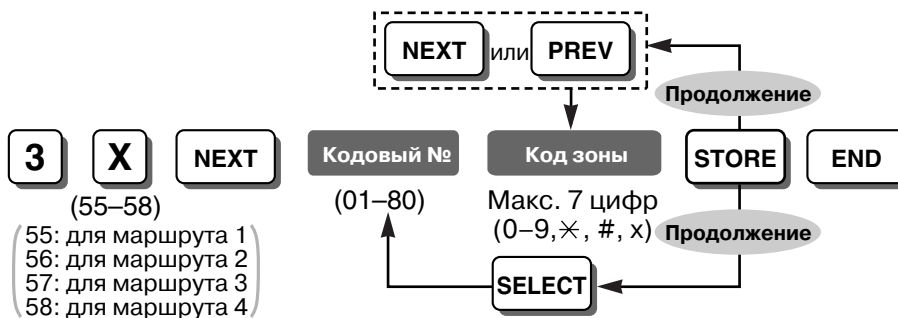 NEXT или PREV
Продолжение
3 X NEXT Кодовый № Код зоны STORE END
(55–58) (01–80) Макс. 7 цифр
(0–9,✳, #, x) Продолжение
55: для маршрута 1
56: для маршрута 2
57: для маршрута 3
58: для маршрута 4
SELECT